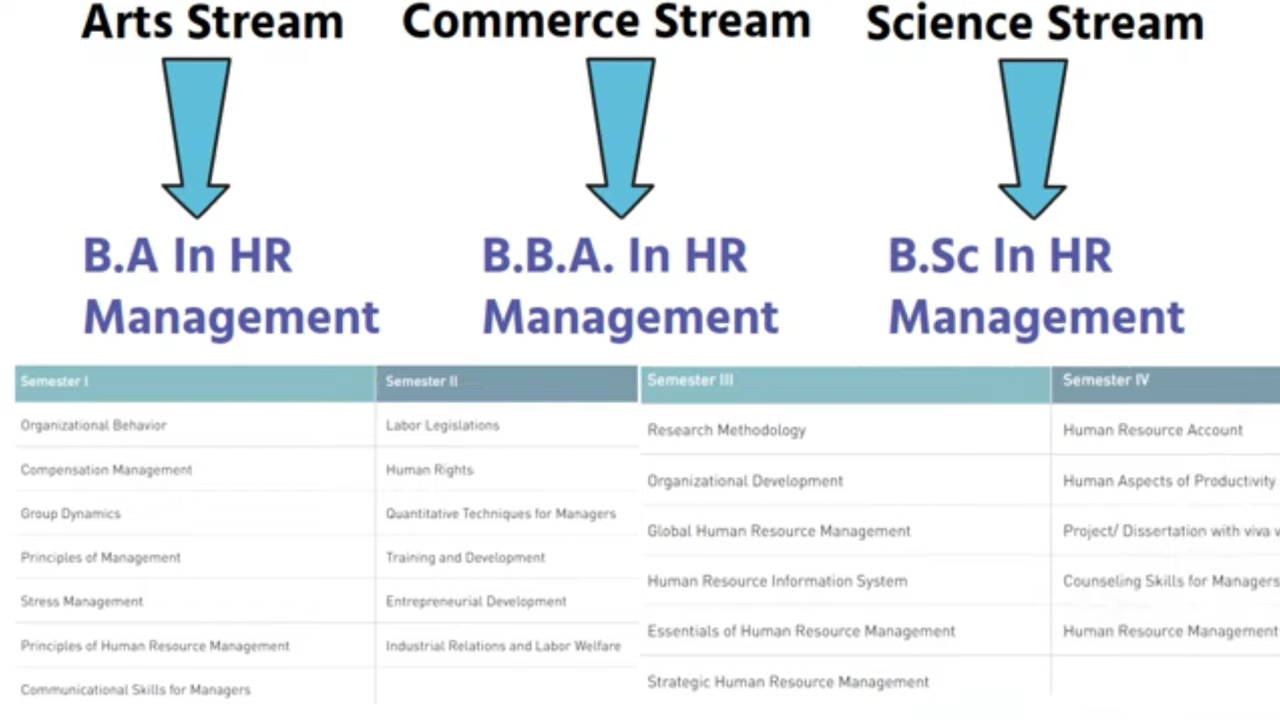 Arts Stream
Commerce Stream
Science Stream
B.A In HR
Management
B.B.A. In HR
Management
B.Sc In HR
Management
Semester I
Organizational Behavior
Compensation Management
Group Dynamics
Principles of Management
Stress Management
Principles of Human Resource Management
Communicational Skills for Managers
Semester II
Labor Legislations
Human Rights
Quantitative Techniques for Managers
Training and Development
Entrepreneurial Development
Industrial Relations and Labor Welfare
Semester III
Research Methodology
Organizational Development
Global Human Resource Management
Human Resource Information System
Essentials of Human Resource Management
Strategic Human Resource Management
Semester IV
Human Resource Account
Human Aspects of Productivity
Project/ Dissertation with viva
Counseling Skills for Managers
Human Resource Management